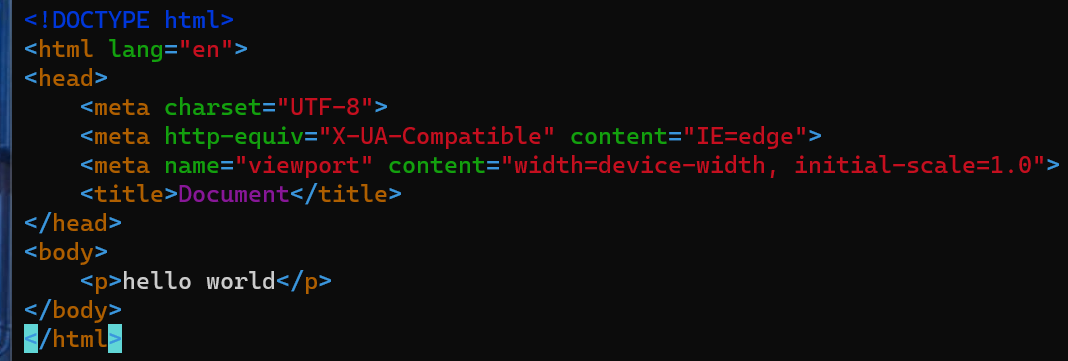 <!DOCTYPE html>
<html lang="en">
<head>
    <meta charset="UTF-8">
    <meta http-equiv="X-UA-Compatible" content="IE=edge">
    <meta name="viewport" content="width=device-width, initial-scale=1.0">
    <title>Document</title>
</head>
<body>
    <p>hello world</p>
</body>
</html>